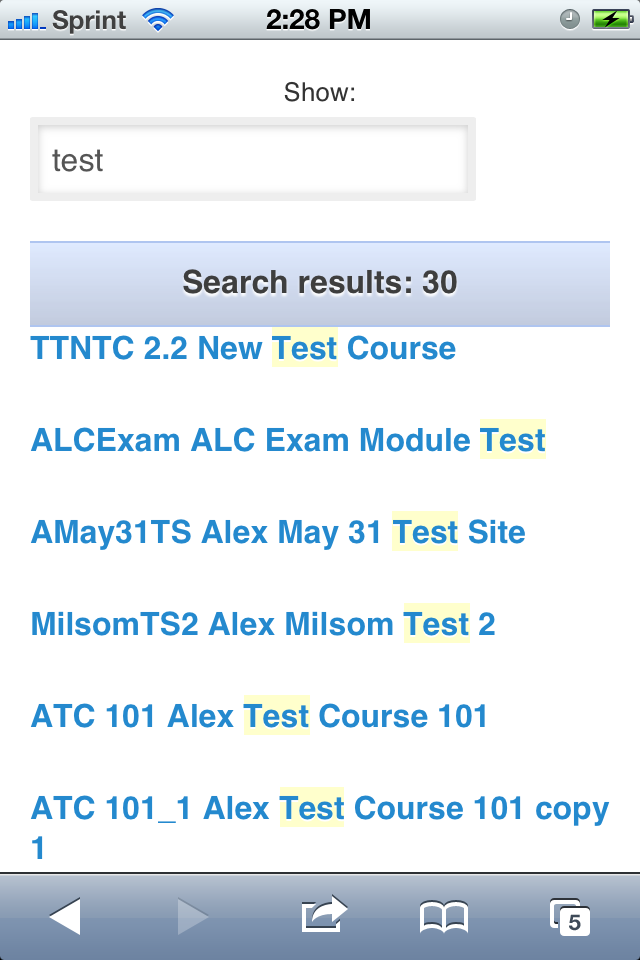 Sprint 2:28 PM
Show:
test
Search results: 30
TTNTC 2.2 New Test Course
ALCExam ALC Exam Module Test
AMay31TS Alex May 31 Test Site
MilsomTS2 Alex Milsom Test 2
ATC 101 Alex Test Course 101
ATC 101_1 Alex Test Course 101 copy
1
5